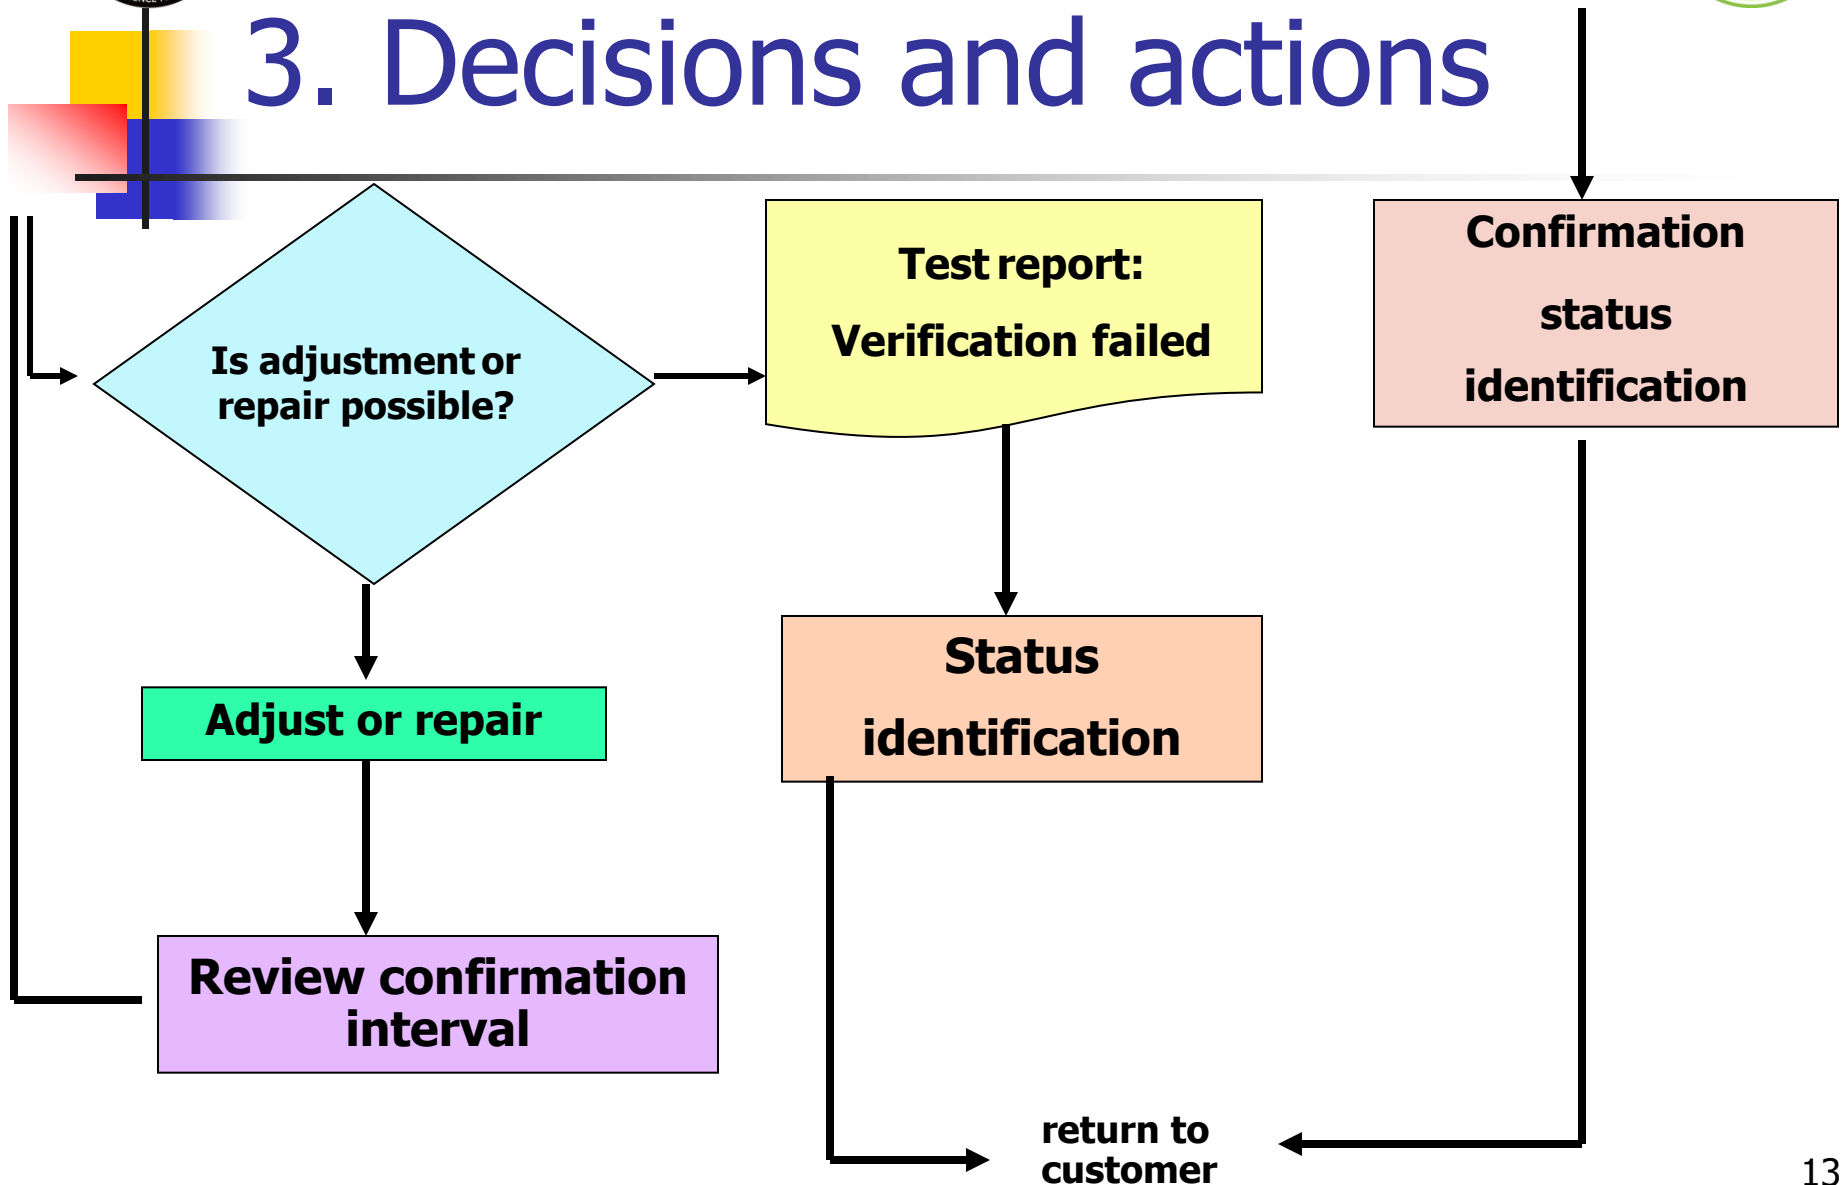 3. Decisions and actions
Is adjustment or
repair possible?
Test report:
Verification failed
Confirmation
status
identification
Adjust or repair
Status
identification
Review confirmation
interval
return to
customer
13